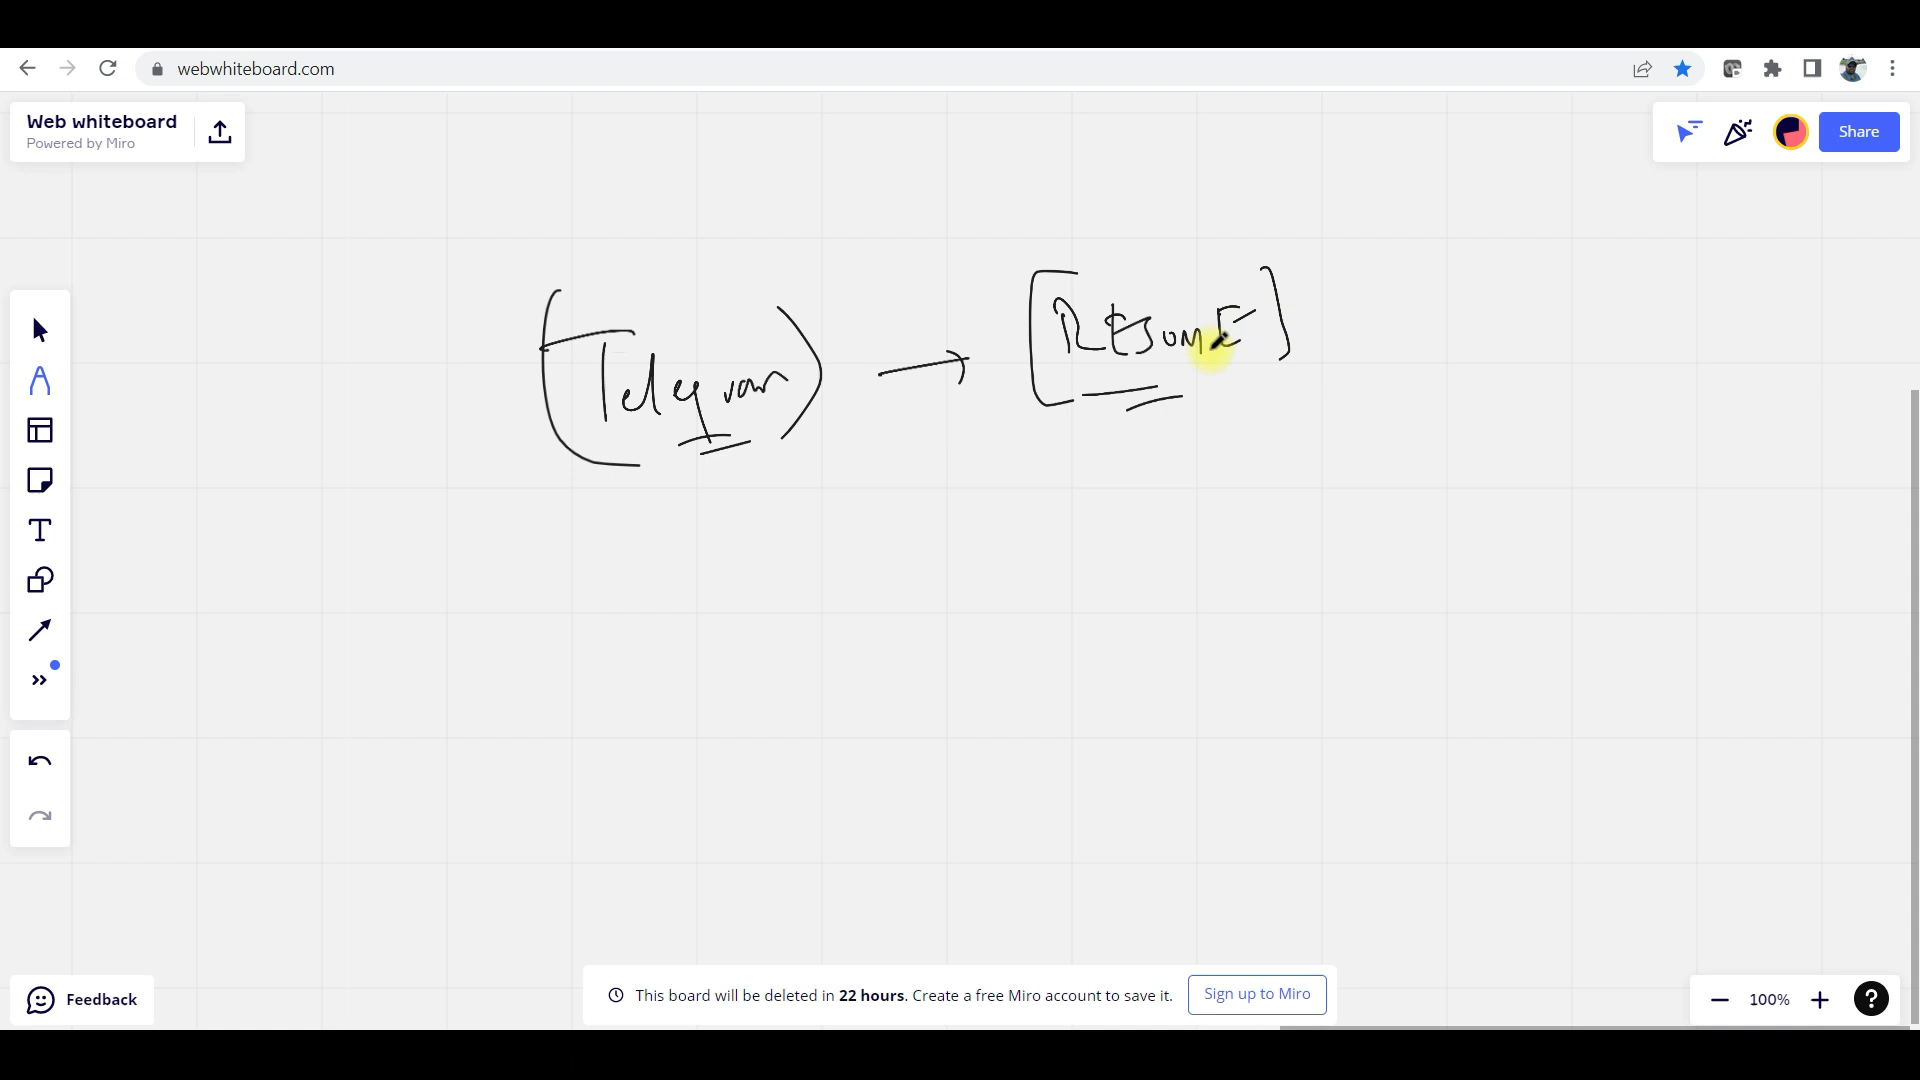 webwhiteboard.com
Web whiteboard
Powered by Miro
Share
Telegram
RESUME
This board will be deleted in 22 hours. Create a free Miro account to save it.
Sign up to Miro
Feedback
100%